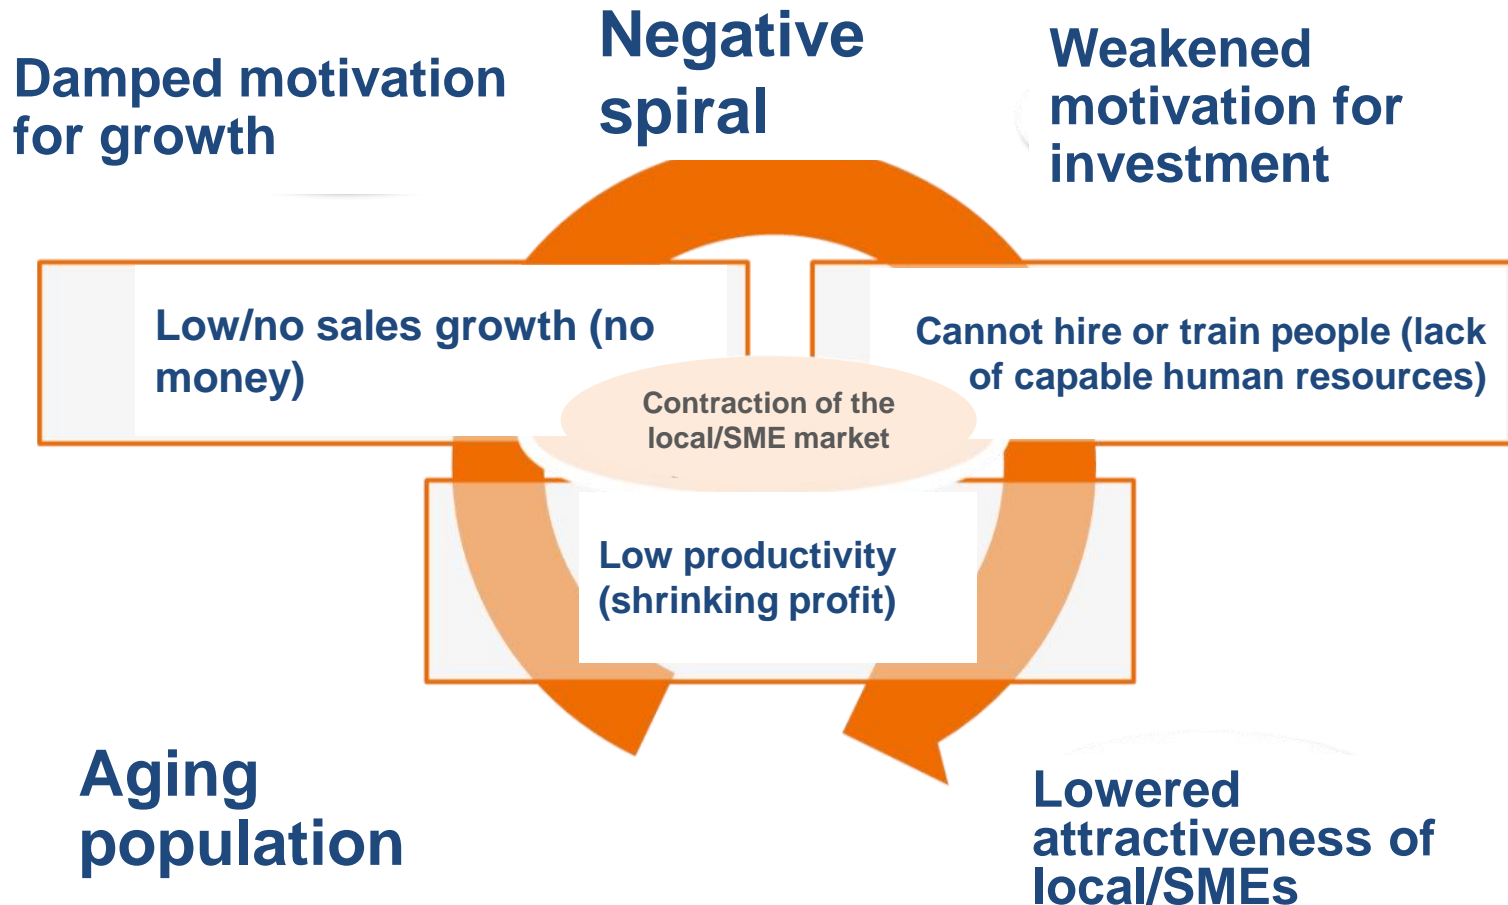 Negative
spiral
Damped motivation
for growth
Weakened
motivation for
investment
Low/no sales growth (no
money)
Cannot hire or train people (lack
of capable human resources)
Contraction of the
local/SME market
Low productivity
(shrinking profit)
Aging
population
Lowered
attractiveness of
local/SMEs